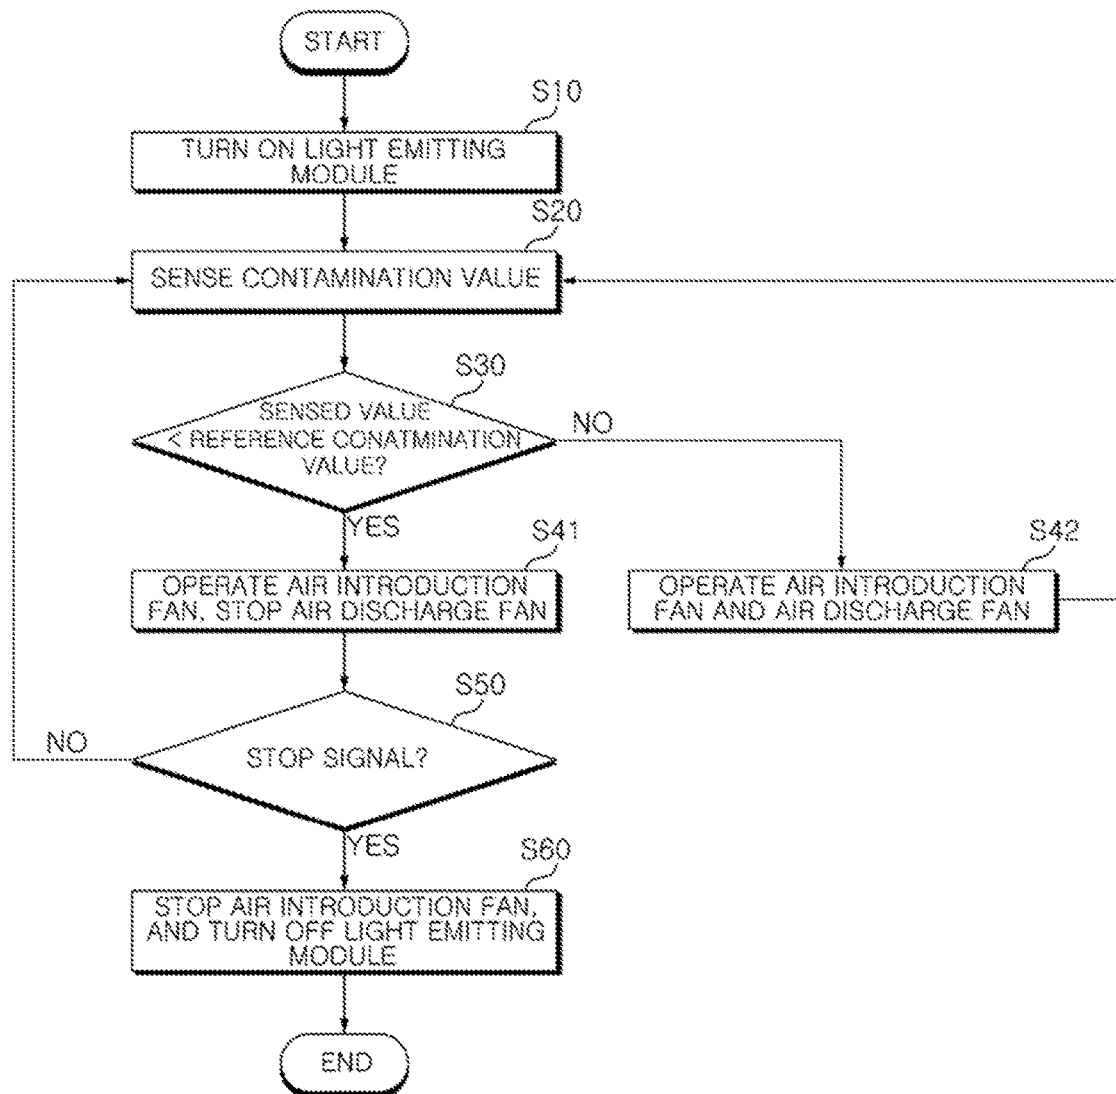 START
S10
TURN ON LIGHT EMITTING
MODULE
S20
SENSE CONTAMINATION VALUE
S30
SENSED VALUE
< REFERENCE CONATMINATION
VALUE?
NO
YES
S41
OPERATE AIR INTRODUCTION
FAN, STOP AIR DISCHARGE FAN
S42
OPERATE AIR INTRODUCTION
FAN AND AIR DISCHARGE FAN
S50
STOP SIGNAL?
NO
YES
S60
STOP AIR INTRODUCTION FAN,
AND TURN OFF LIGHT EMITTING
MODULE
END